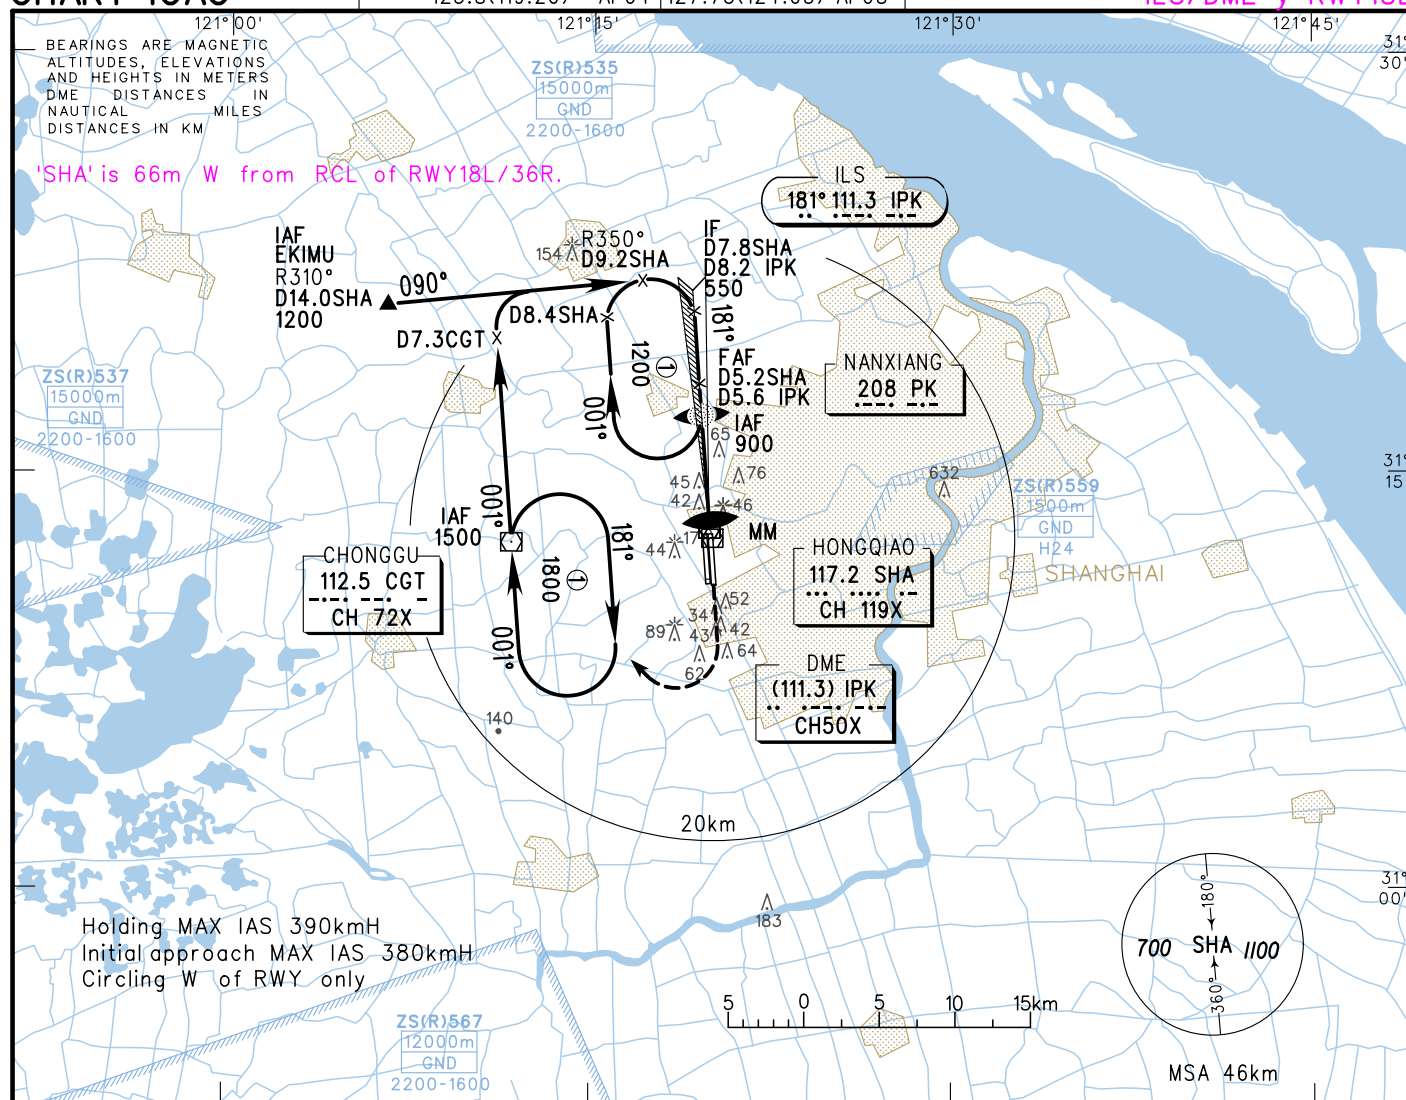 121°00'
121°15'
121°30'
121°45'
31°
30'
BEARINGS ARE MAGNETIC
ALTITUDES, ELEVATIONS
AND HEIGHTS IN METERS
DME DISTANCES IN
NAUTICAL MILES
DISTANCES IN KM
ZS(R)535
15000m
GND
2200-1600
'SHA' is 66m W from RCL of RWY18L/36R.
ILS
181° 111.3 IPK
IAF
EKIMU
R310°
D14.0SHA
1200
090°
154
R350°
D9.2SHA
IF
D7.8SHA
D8.2 IPK
550
181°
D8.4SHA
D7.3CGT
1200
1
001°
FAF
D5.2SHA
D5.6 IPK
IAF
900
NANXIANG
208 PK
ZS(R)537
15000m
GND
2200-1600
65
76
45
42
46
17
44
MM
632
31°
15
ZS(R)559
1500m
GND
H24
SHANGHAI
IAF
1500
001°
181°
1800
1
001°
CHONGGU
112.5 CGT
CH 72X
HONGQIAO
117.2 SHA
CH 119X
52
34
42
43
89
64
62
DME
(111.3) IPK
CH50X
140
20km
183
31°
00'
Holding MAX IAS 390kmH
Initial approach MAX IAS 380kmH
Circling W of RWY only
ZS(R)567
12000m
GND
2200-1600
5 0 5 10 15km
180°
700 SHA 1100
360°
MSA 46km